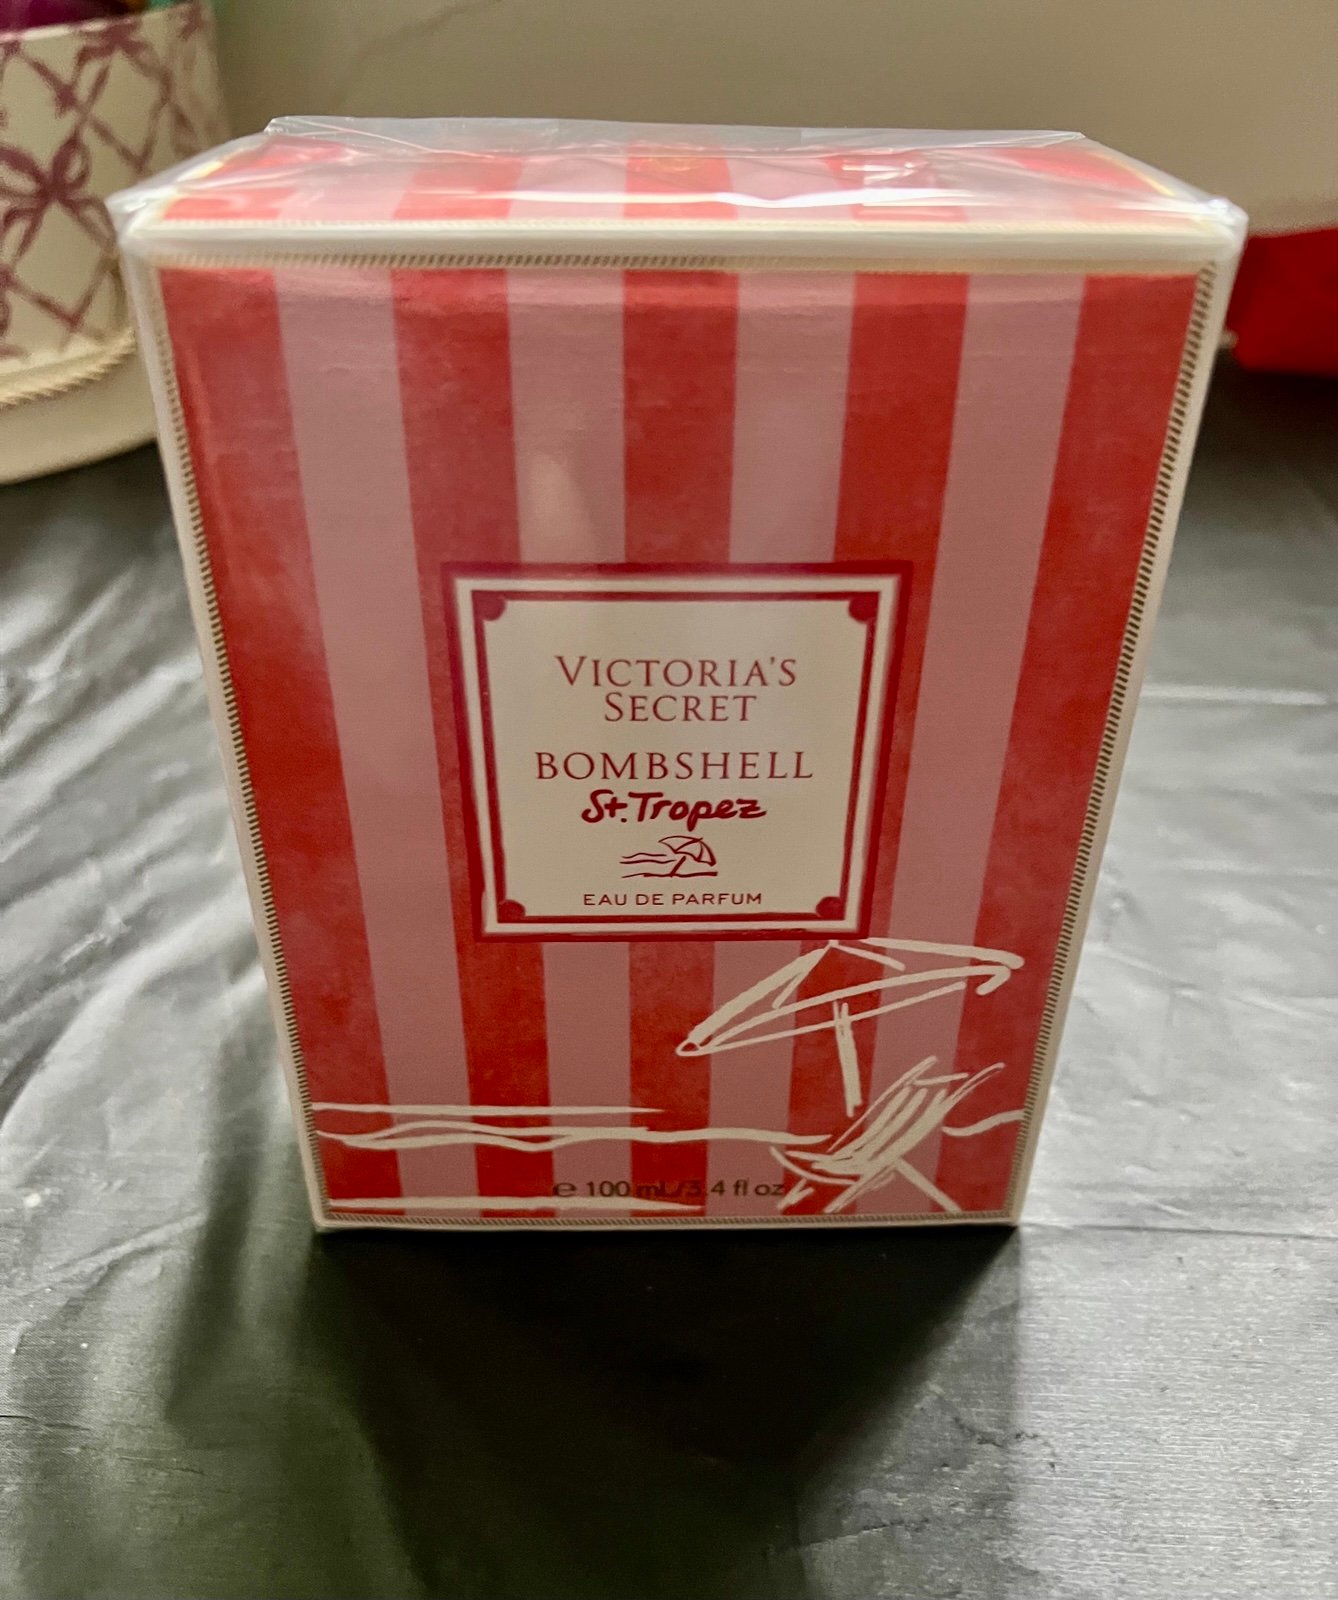 VICTORIA'S
SECRET
BOMBSHELL
St. Tropez
EAU DE PARFUM
℮ 100 mL/3.4 fl oz